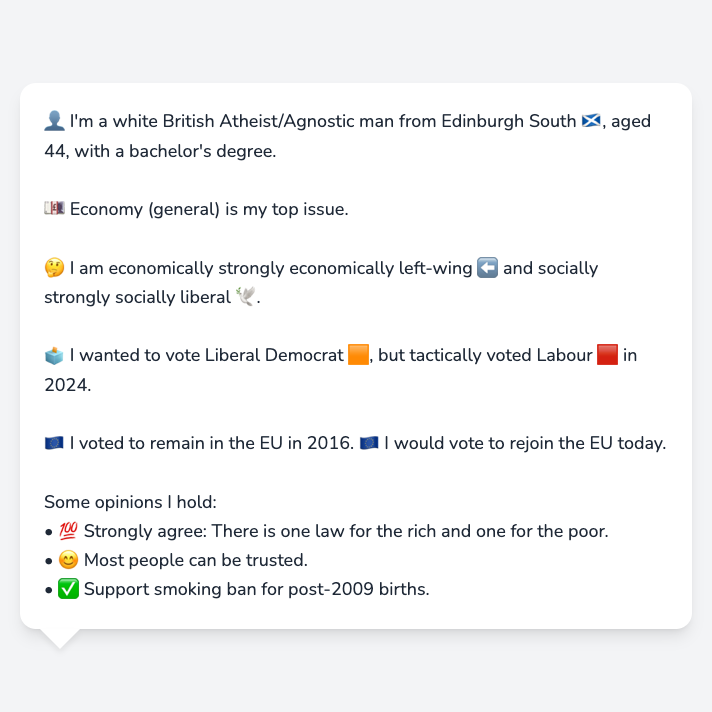 👤 I'm a white British Atheist/Agnostic man from Edinburgh South 🏴󠁧󠁢󠁳󠁣󠁴󠁿, aged
44, with a bachelor's degree.
💷 Economy (general) is my top issue.
🤔 I am economically strongly economically left-wing ⬅️ and socially
strongly socially liberal 🕊️.
🗳️ I wanted to vote Liberal Democrat 🟧, but tactically voted Labour 🟥 in
2024.
🇪🇺 I voted to remain in the EU in 2016. 🇪🇺 I would vote to rejoin the EU today.
Some opinions I hold:
• 💯 Strongly agree: There is one law for the rich and one for the poor.
• 😊 Most people can be trusted.
• ✅ Support smoking ban for post-2009 births.